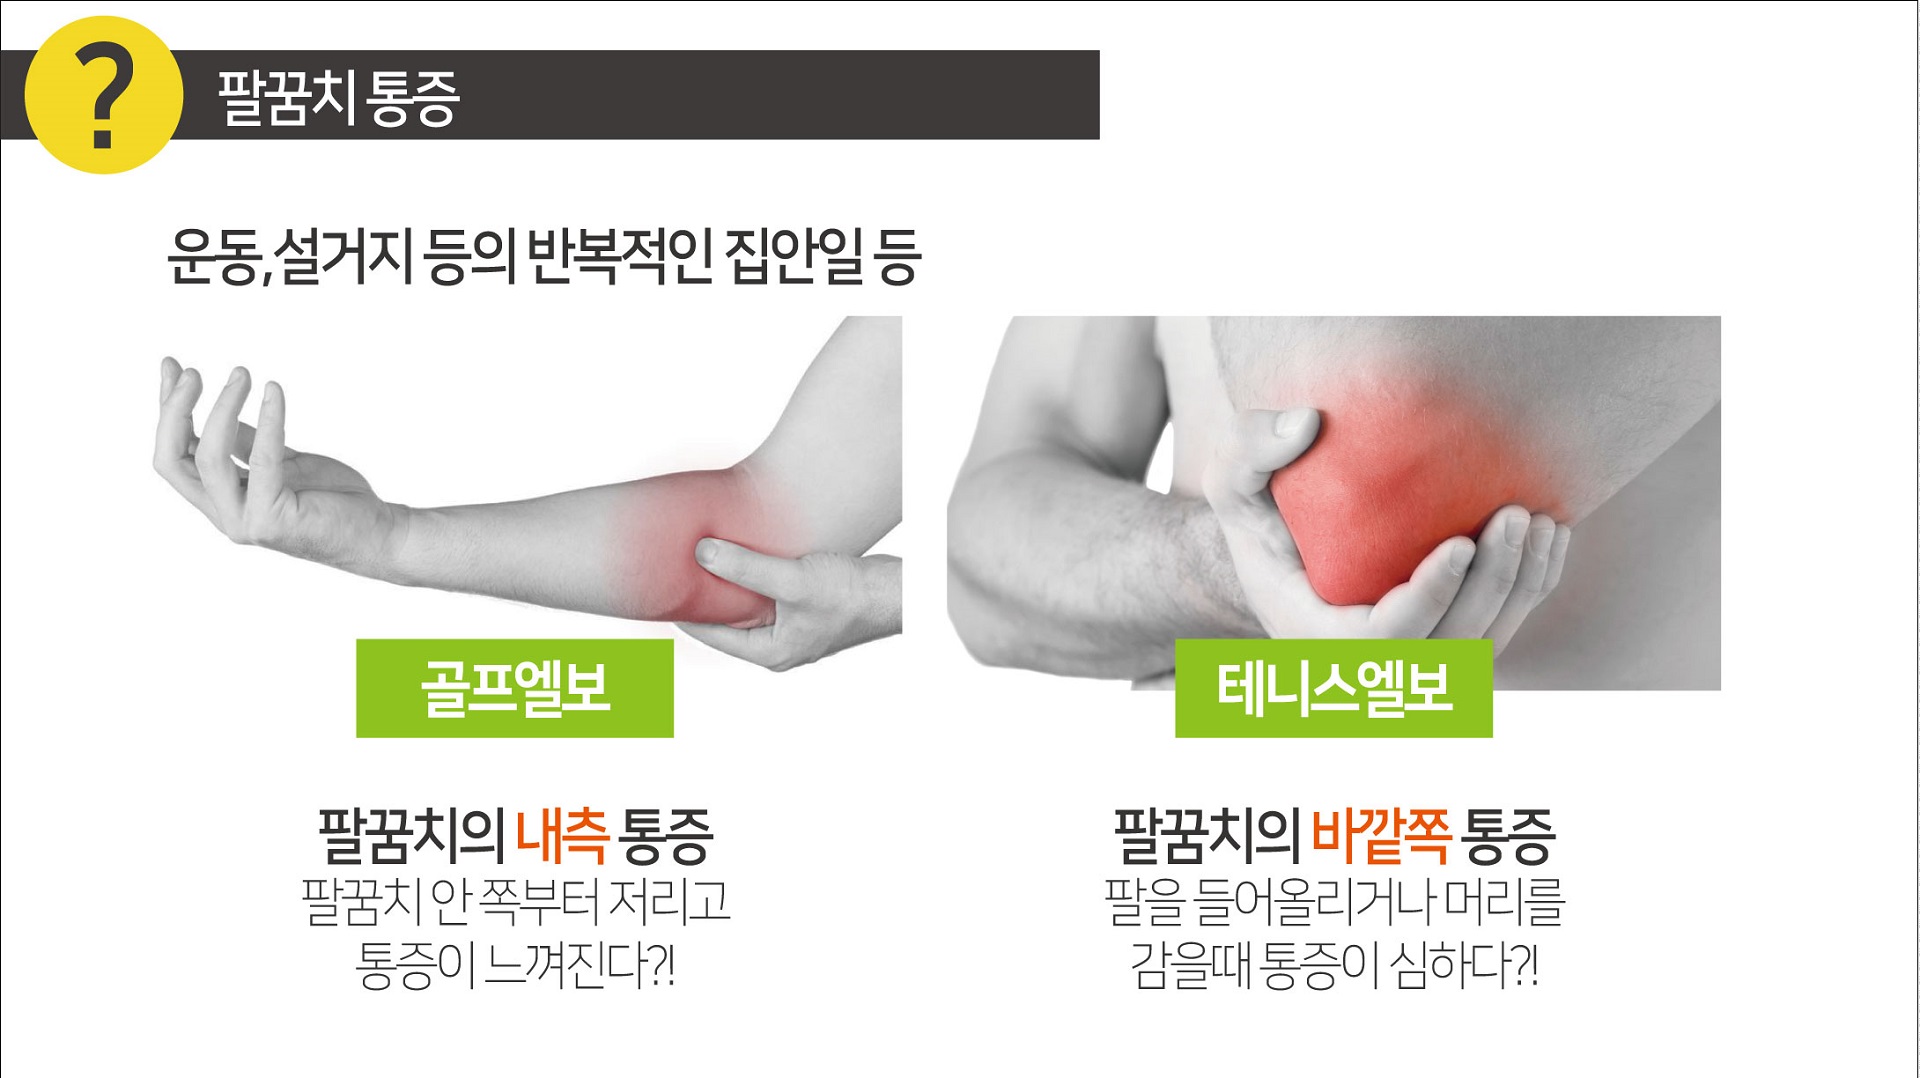 ?
팔꿈치 통증
운동,설거지 등의 반복적인 집안일 등
골프엘보
팔꿈치의 내측 통증
팔꿈치 안 쪽부터 저리고
통증이 느껴진다?!
테니스엘보
팔꿈치의 바깥쪽 통증
팔을 들어올리거나 머리를
감을때 통증이 심하다?!